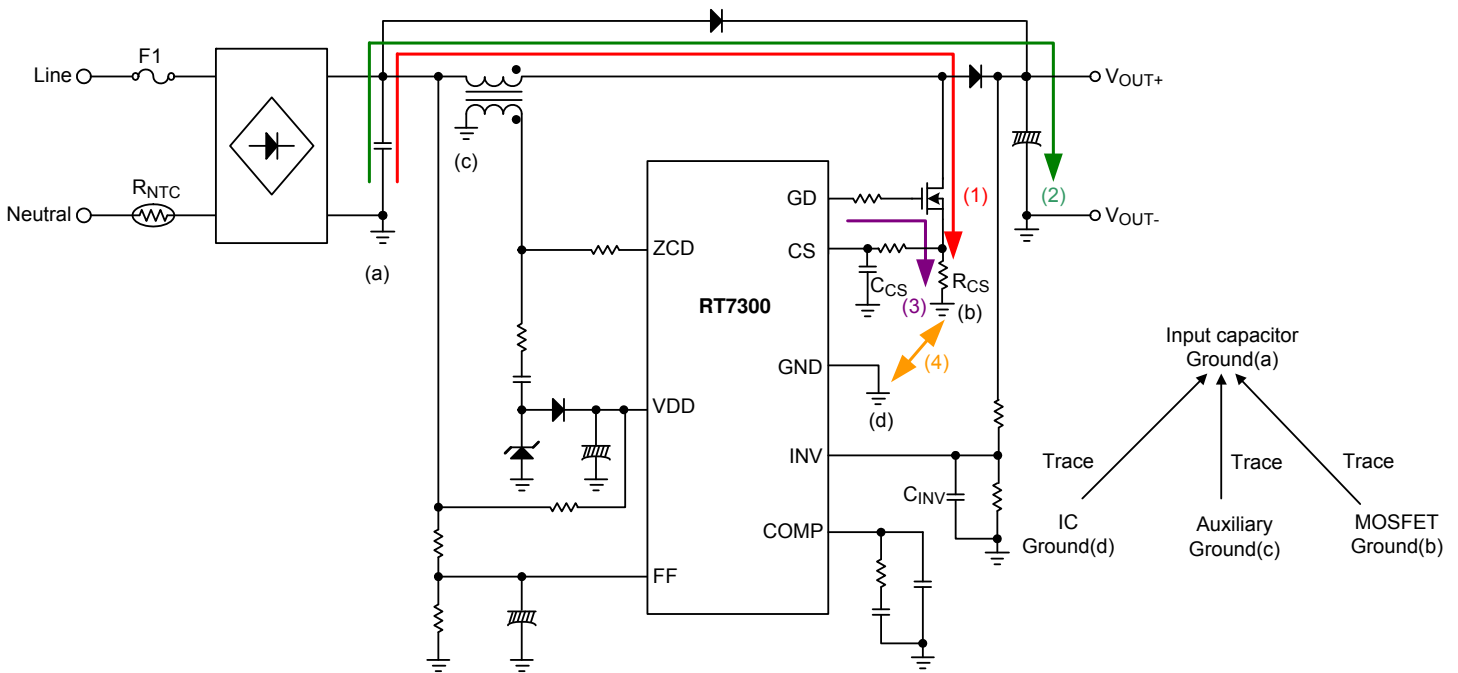 F1
Line
VOUT+
(c)
RNTC
GD
(1)
(2)
Neutral
VOUT-
ZCD
CS
(a)
CCS
RCS
(3)
(b)
RT7300
Input capacitor
Ground(a)
GND
(4)
VDD
(d)
INV
Trace
Trace
Trace
CINV
IC
Ground(d)
Auxiliary
Ground(c)
MOSFET
Ground(b)
COMP
FF